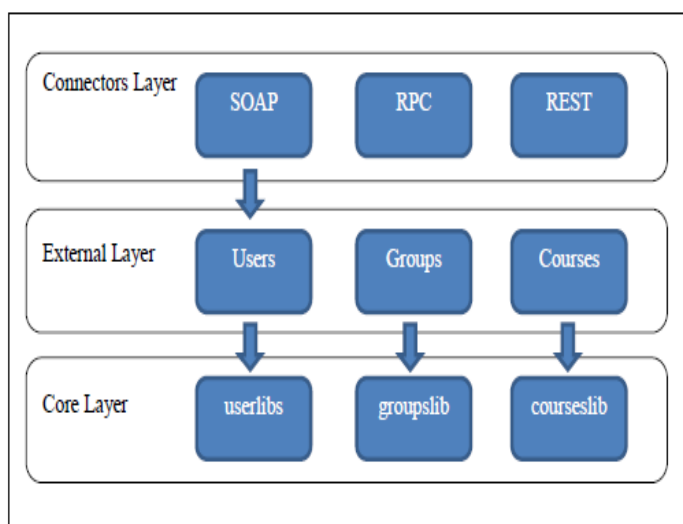 Connectors Layer
SOAP
RPC
REST
External Layer
Users
Groups
Courses
Core Layer
userlibs
groupslib
courseslib